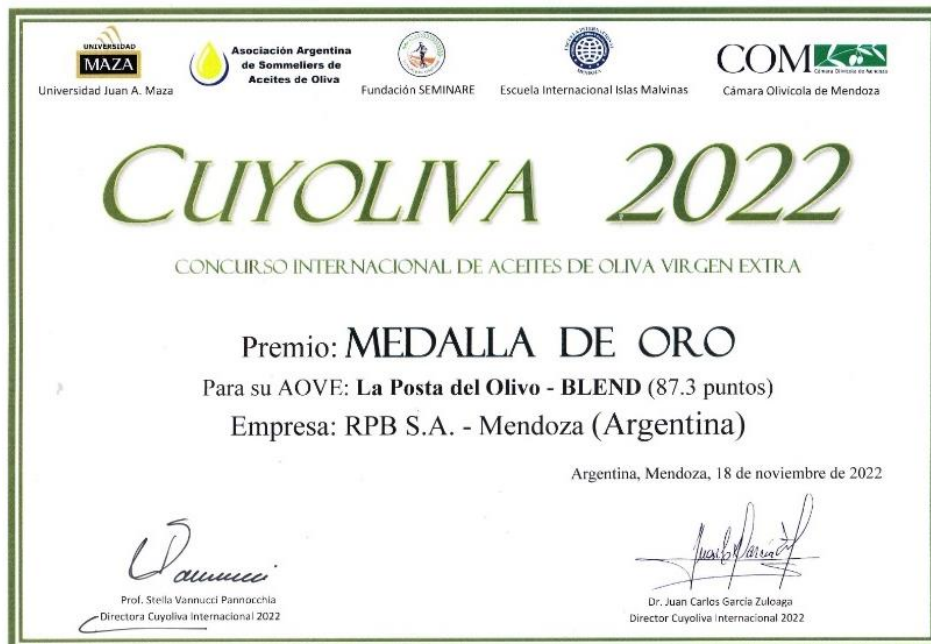 UNIVERSIDAD
MAZA
Universidad Juan A. Maza
Asociación Argentina
de Sommeliers de
Aceites de Oliva
Fundación SEMINARE
Escuela Internacional Islas Malvinas
COM
Cámara Olivícola de Mendoza
Cámara Olivícola de Mendoza
CUYOLIVA 2022
CONCURSO INTERNACIONAL DE ACEITES DE OLIVA VIRGEN EXTRA
Premio: MEDALLA DE ORO
Para su AOVE: La Posta del Olivo - BLEND (87.3 puntos)
Empresa: RPB S.A. - Mendoza (Argentina)
Argentina, Mendoza, 18 de noviembre de 2022
Prof. Stella Vannucci Pannocchia
Directora Cuyoliva Internacional 2022
Dr. Juan Carlos García Zuloaga
Director Cuyoliva Internacional 2022